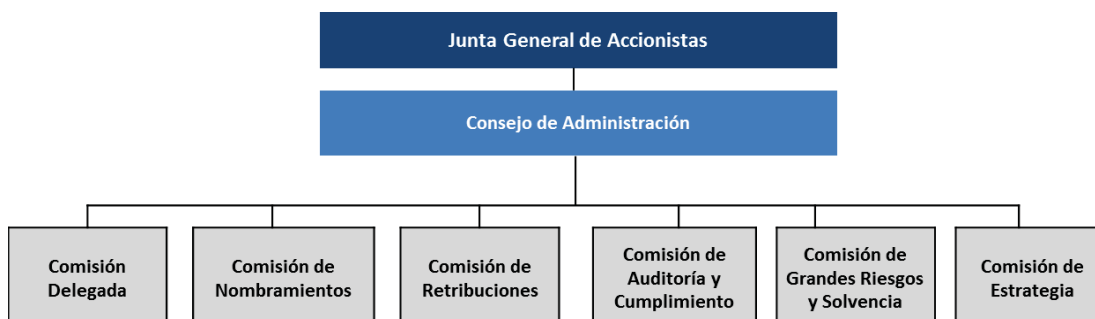 Junta General de Accionistas
Consejo de Administración
Comisión
Delegada
Comisión de
Nombramientos
Comisión de
Retribuciones
Comisión de
Auditoría y
Cumplimiento
Comisión de
Grandes Riesgos
y Solvencia
Comisión de
Estrategia